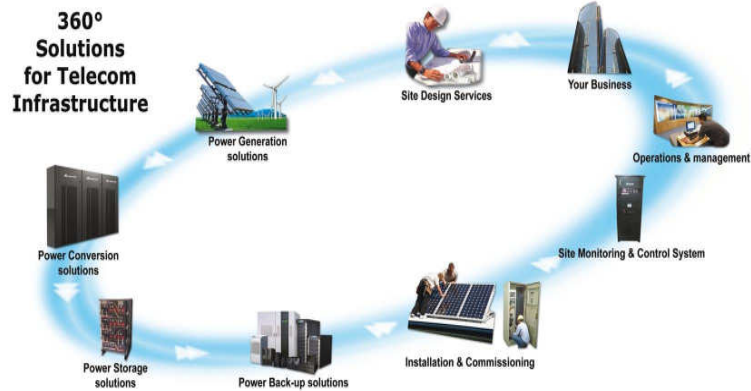 360°
Solutions
for Telecom
Infrastructure
Site Design Services
Your Business
Power Generation
solutions
Operations & management
Power Conversion
solutions
Site Monitoring & Control System
Power Storage
solutions
Power Back-up solutions
Installation & Commissioning